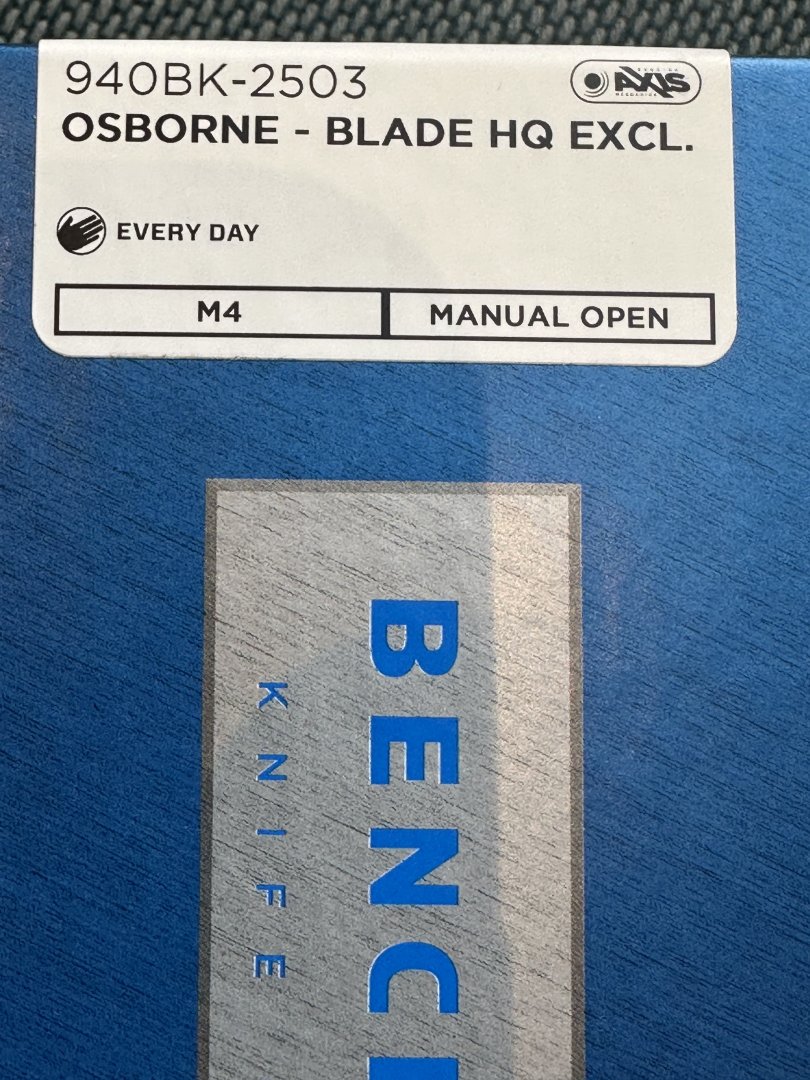 940BK-2503
AXIS
OSBORNE - BLADE HQ EXCL.
EVERY DAY
M4
MANUAL OPEN
BENC
KNIFE